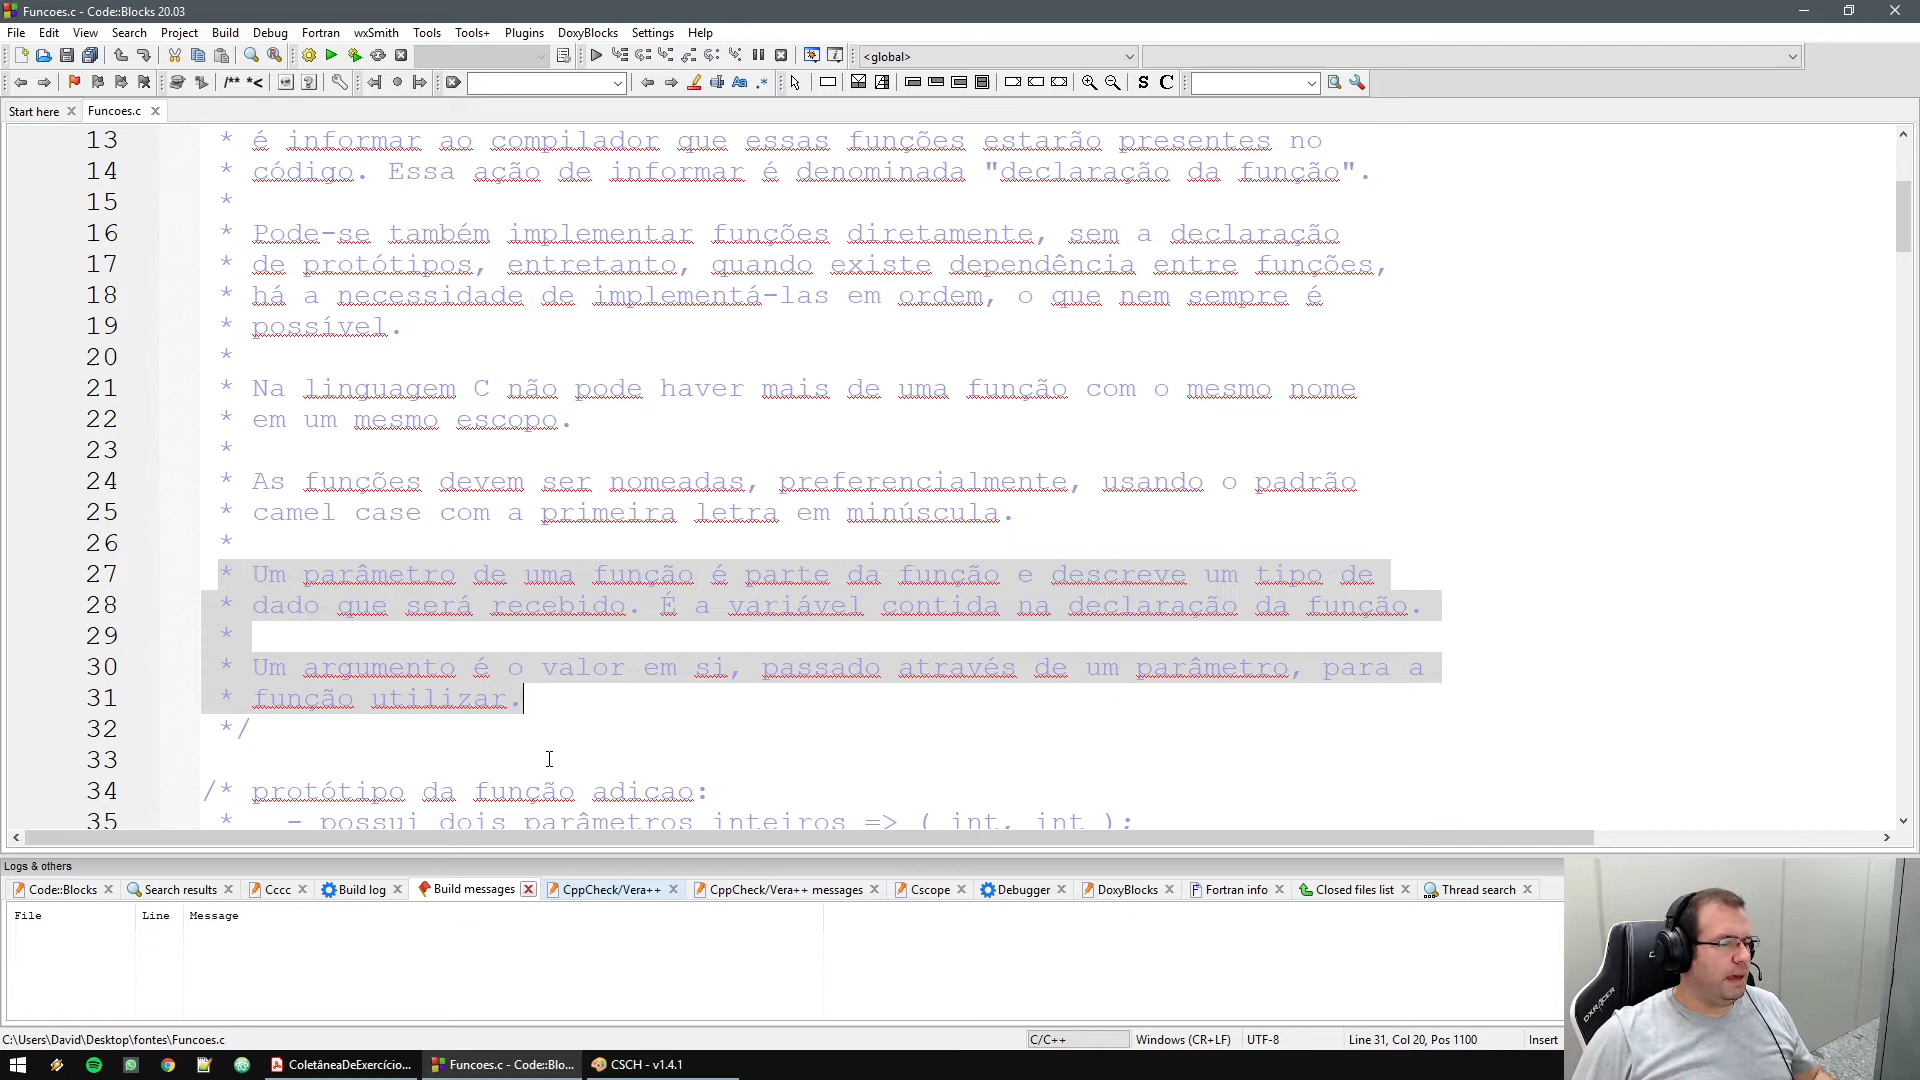 Funcoes.c - Code::Blocks 20.03
File Edit View Search Project Build Debug Fortran wxSmith Tools Tools+ Plugins DoxyBlocks Settings Help
<global>
/** *<
S C
Start here Funcoes.c
13 * é informar ao compilador que essas funções estarão presentes no
14 * código. Essa ação de informar é denominada "declaração da função".
15 *
16 * Pode-se também implementar funções diretamente, sem a declaração
17 * de protótipos, entretanto, quando existe dependência entre funções,
18 * há a necessidade de implementá-las em ordem, o que nem sempre é
19 * possível.
20 *
21 * Na linguagem C não pode haver mais de uma função com o mesmo nome
22 * em um mesmo escopo.
23 *
24 * As funções devem ser nomeadas, preferencialmente, usando o padrão
25 * camel case com a primeira letra em minúscula.
26 *
27 * Um parâmetro de uma função é parte da função e descreve um tipo de
28 * dado que será recebido. É a variável contida na declaração da função.
29 *
30 * Um argumento é o valor em si, passado através de um parâmetro, para a
31 * função utilizar.
32 */
33
34 /* protótipo da função adicao:
35 * - possui dois parâmetros inteiros => ( int, int );
Logs & others
Code::Blocks Search results Cccc Build log Build messages CppCheck/Vera++ CppCheck/Vera++ messages Cscope Debugger DoxyBlocks Fortran info Closed files list Thread search
File Line Message
C:\Users\David\Desktop\fontes\Funcoes.c C/C++ Windows (CR+LF) UTF-8 Line 31, Col 20, Pos 1100 Insert
ColetâneaDeExercício... Funcoes.c - Code::Blo... CSCH - v1.4.1
DXRACER